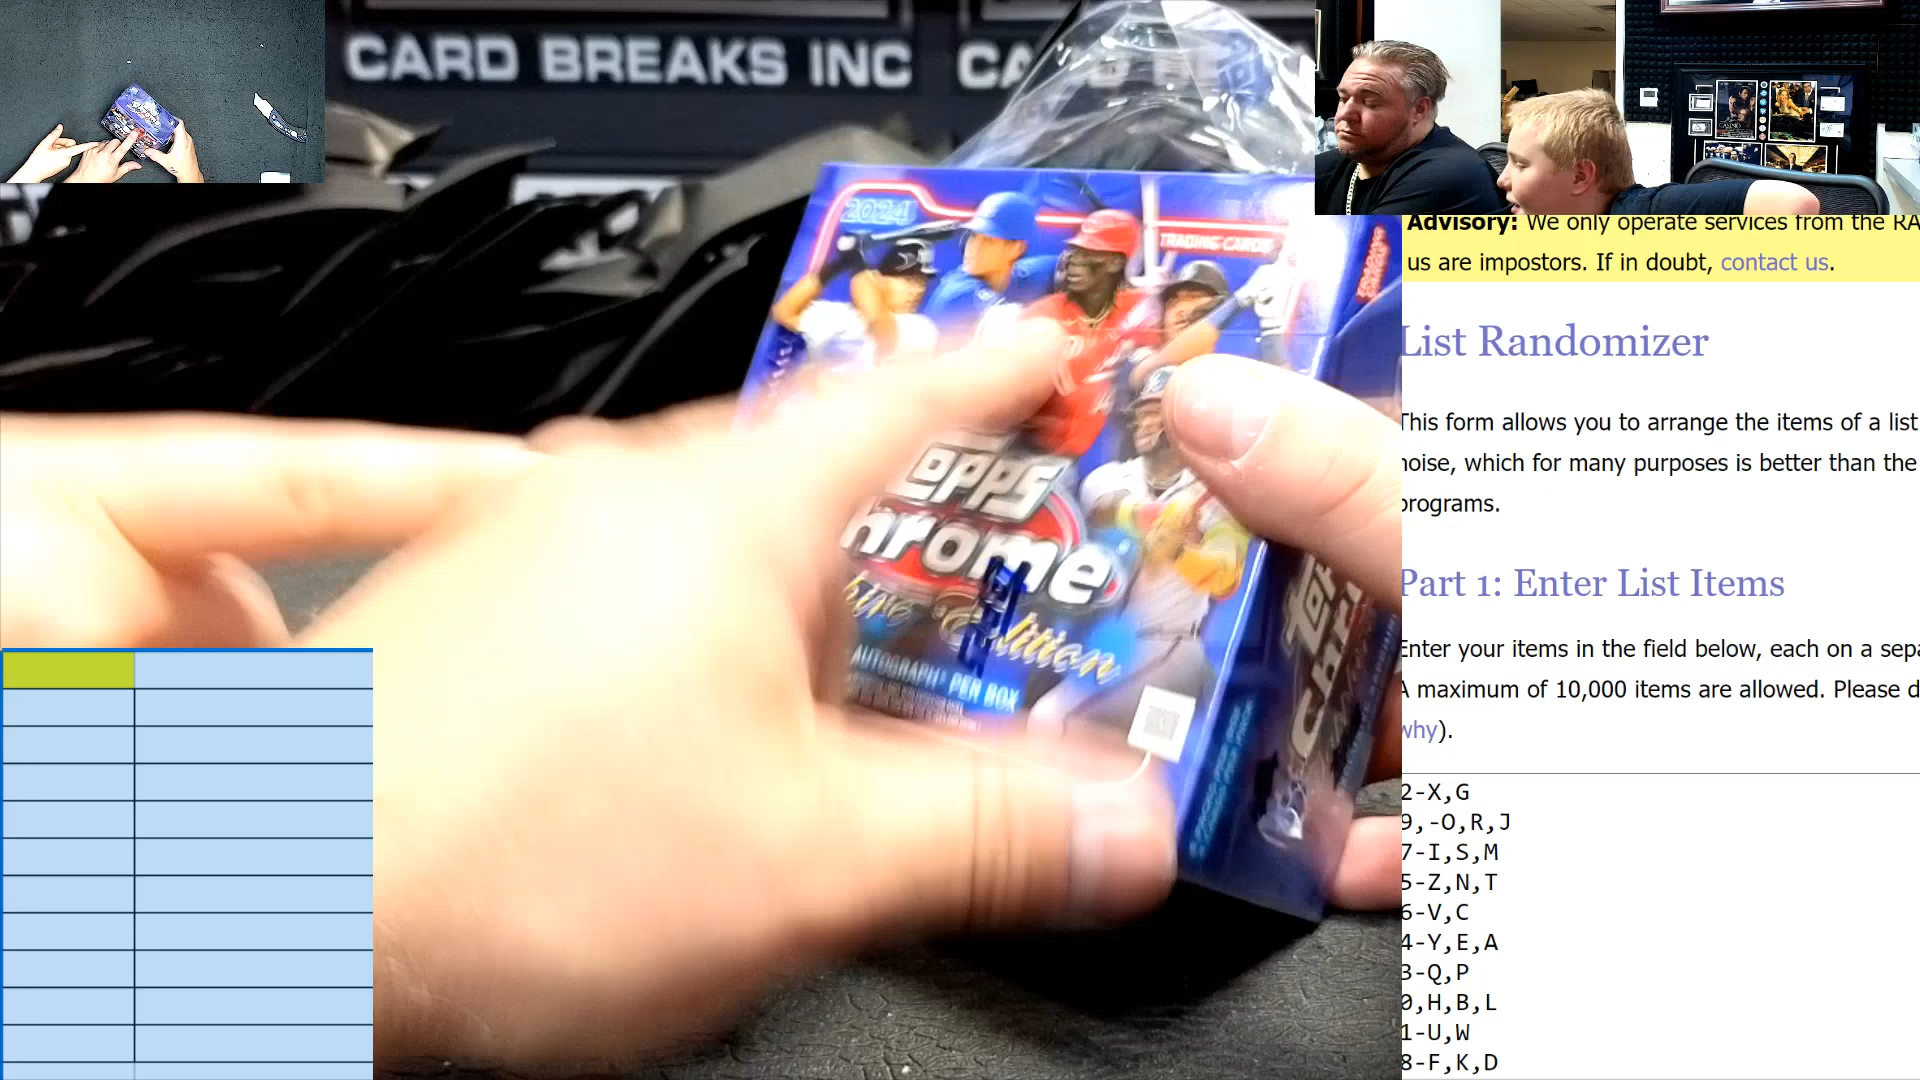 CARD BREAKS INC
2024
TRADING CARDS
Topps
Chrome
AUTOGRAPH PER BOX
Advisory: We only operate services from the RA
us are impostors. If in doubt, contact us.
List Randomizer
This form allows you to arrange the items of a list
noise, which for many purposes is better than the
programs.
Part 1: Enter List Items
Enter your items in the field below, each on a sepa
A maximum of 10,000 items are allowed. Please d
why).
2-X,G
9,-O,R,J
7-I,S,M
5-Z,N,T
6-V,C
4-Y,E,A
3-Q,P
0,H,B,L
1-U,W
8-F,K,D